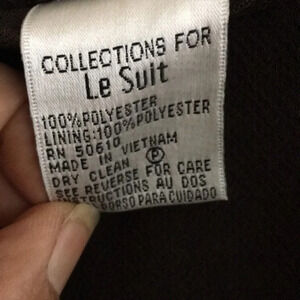 COLLECTIONS FOR
Le Suit
100% POLYESTER
LINING: 100% POLYESTER
RN 50610
MADE IN VIETNAM
DRY CLEAN Ⓟ
SEE REVERSE FOR CARE
INSTRUCTIONS AU DOS
DORSO PARA CUIDADO